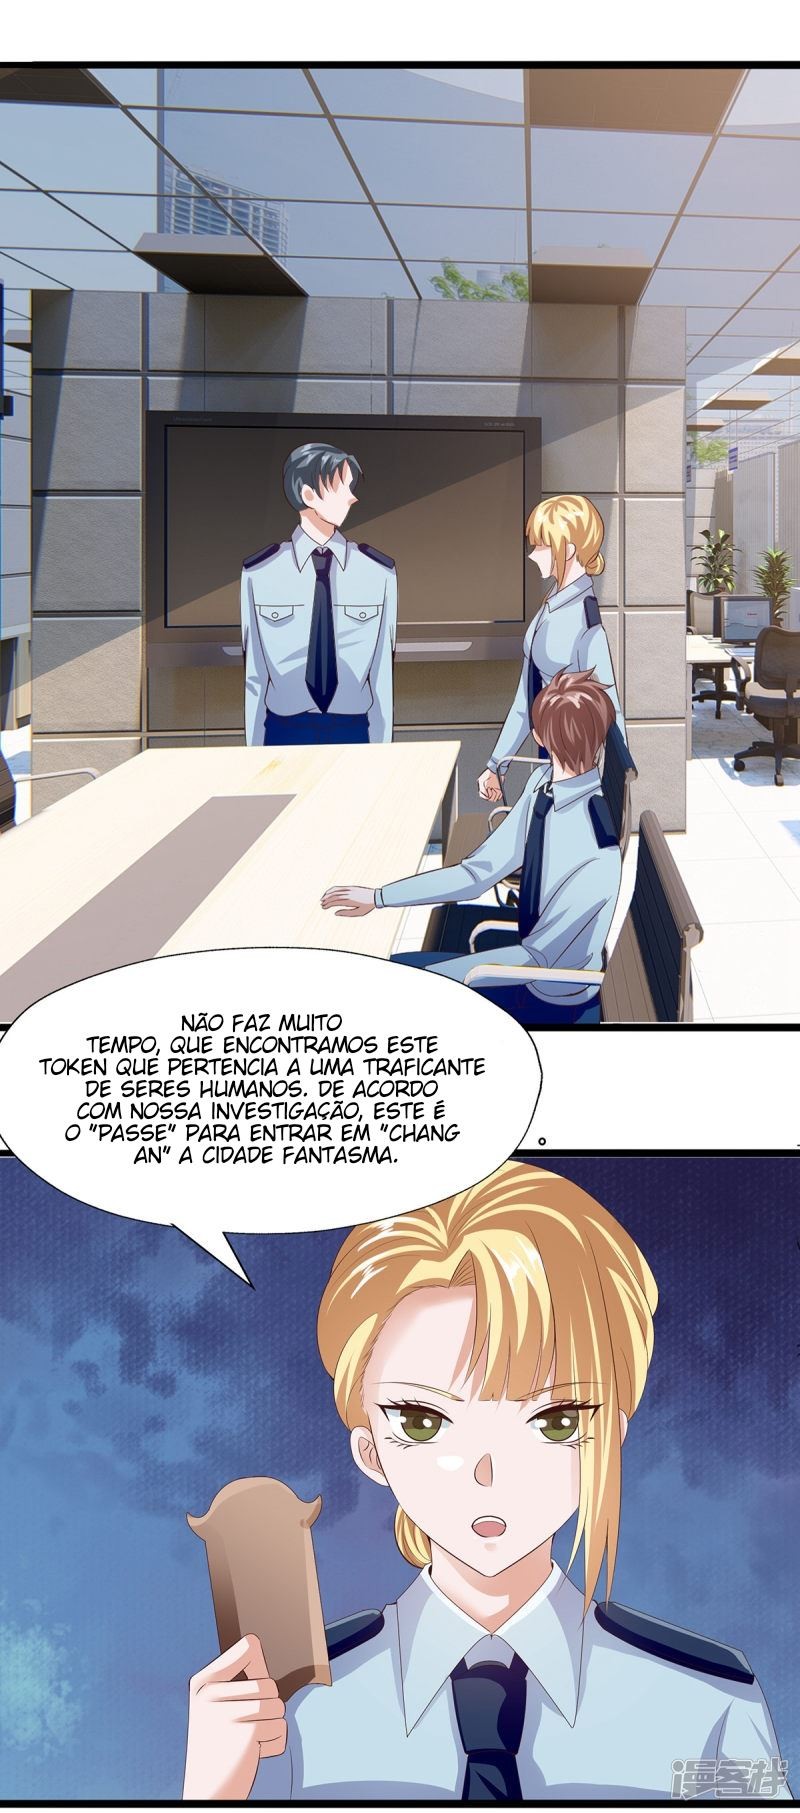 NÃO FAZ MUITO
TEMPO, QUE ENCONTRAMOS ESTE
TOKEN QUE PERTENCIA A UMA TRAFICANTE
DE SERES HUMANOS. DE ACORDO
COM NOSSA INVESTIGAÇÃO, ESTE É
O "PASSE" PARA ENTRAR EM "CHANG
AN" A CIDADE FANTASMA.
漫客栈